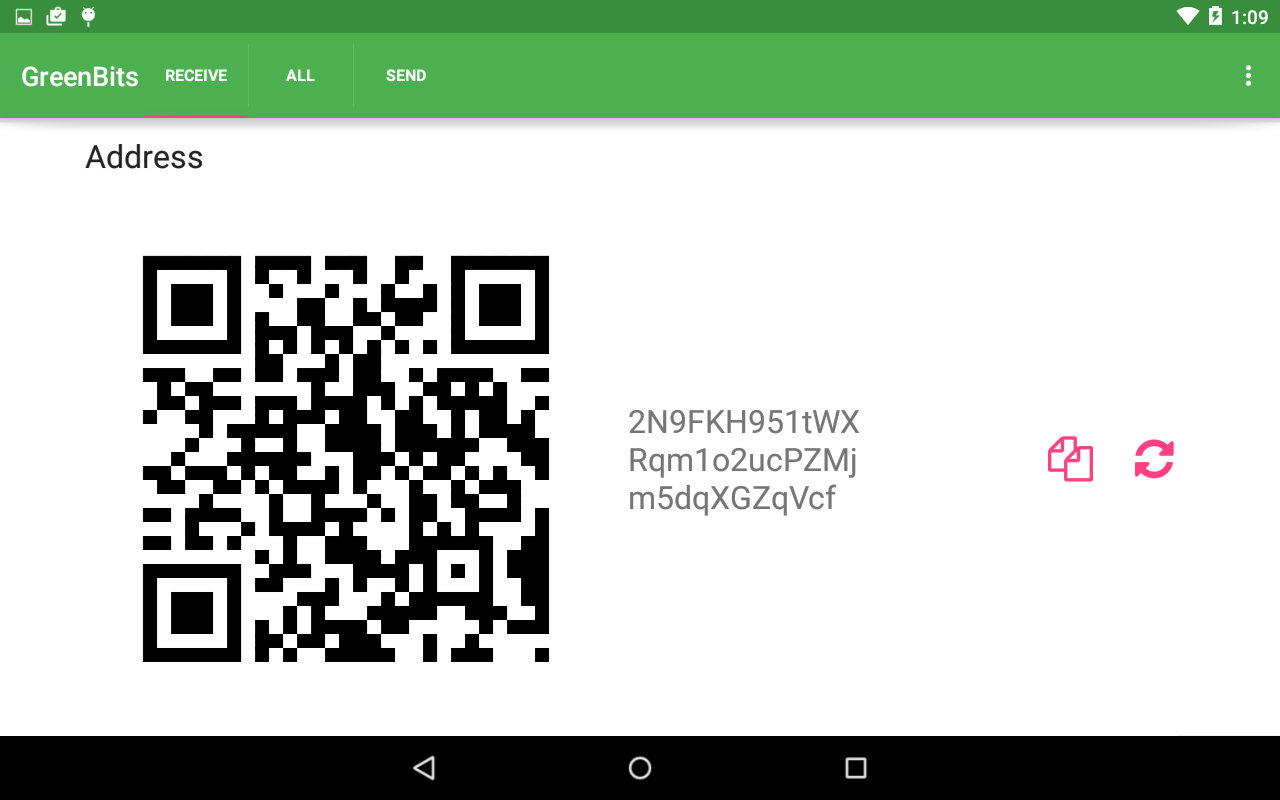 1:09
GreenBits RECEIVE ALL SEND
Address
2N9FKH951tWX
Rqm1o2ucPZMj
m5dqXGZqVcf